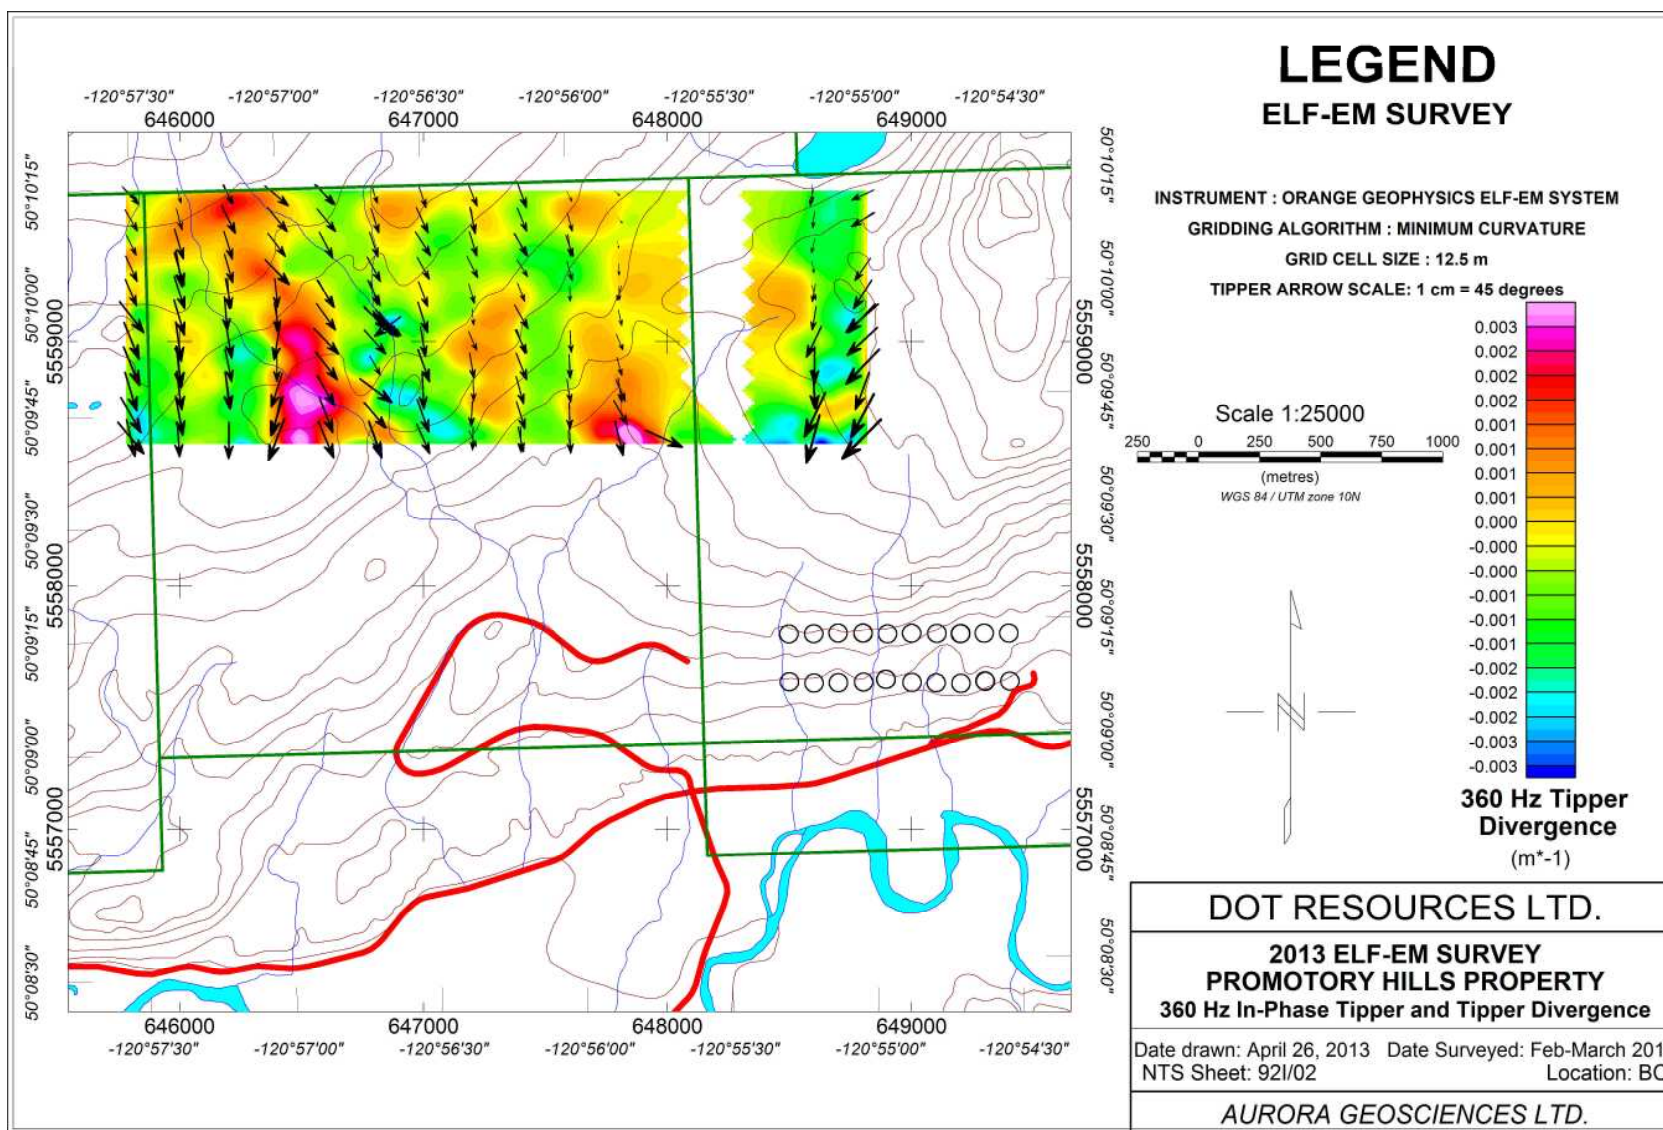 LEGEND
ELF-EM SURVEY
INSTRUMENT : ORANGE GEOPHYSICS ELF-EM SYSTEM
GRIDDING ALGORITHM : MINIMUM CURVATURE
GRID CELL SIZE : 12.5 m
TIPPER ARROW SCALE: 1 cm = 45 degrees
-120°57'30" -120°57'00" -120°56'30" -120°56'00" -120°55'30" -120°55'00" -120°54'30"
646000 647000 648000 649000
50°10'15"
50°10'00"
5559000
50°09'45"
50°09'30"
5558000
50°09'15"
50°09'00"
5557000
50°08'45"
50°08'30"
50°10'15"
50°10'00"
5559000
50°09'45"
50°09'30"
5558000
50°09'15"
50°09'00"
5557000
50°08'45"
50°08'30"
646000 647000 648000 649000
-120°57'30" -120°57'00" -120°56'30" -120°56'00" -120°55'30" -120°55'00" -120°54'30"
Scale 1:25000
250 0 250 500 750 1000
(metres)
WGS 84 / UTM zone 10N
0.003
0.002
0.002
0.002
0.001
0.001
0.001
0.001
0.000
-0.000
-0.000
-0.001
-0.001
-0.001
-0.002
-0.002
-0.002
-0.003
-0.003
N
360 Hz Tipper
Divergence
(m*-1)
DOT RESOURCES LTD.
2013 ELF-EM SURVEY
PROMOTORY HILLS PROPERTY
360 Hz In-Phase Tipper and Tipper Divergence
Date drawn: April 26, 2013 Date Surveyed: Feb-March 201
NTS Sheet: 92I/02 Location: BC
AURORA GEOSCIENCES LTD.